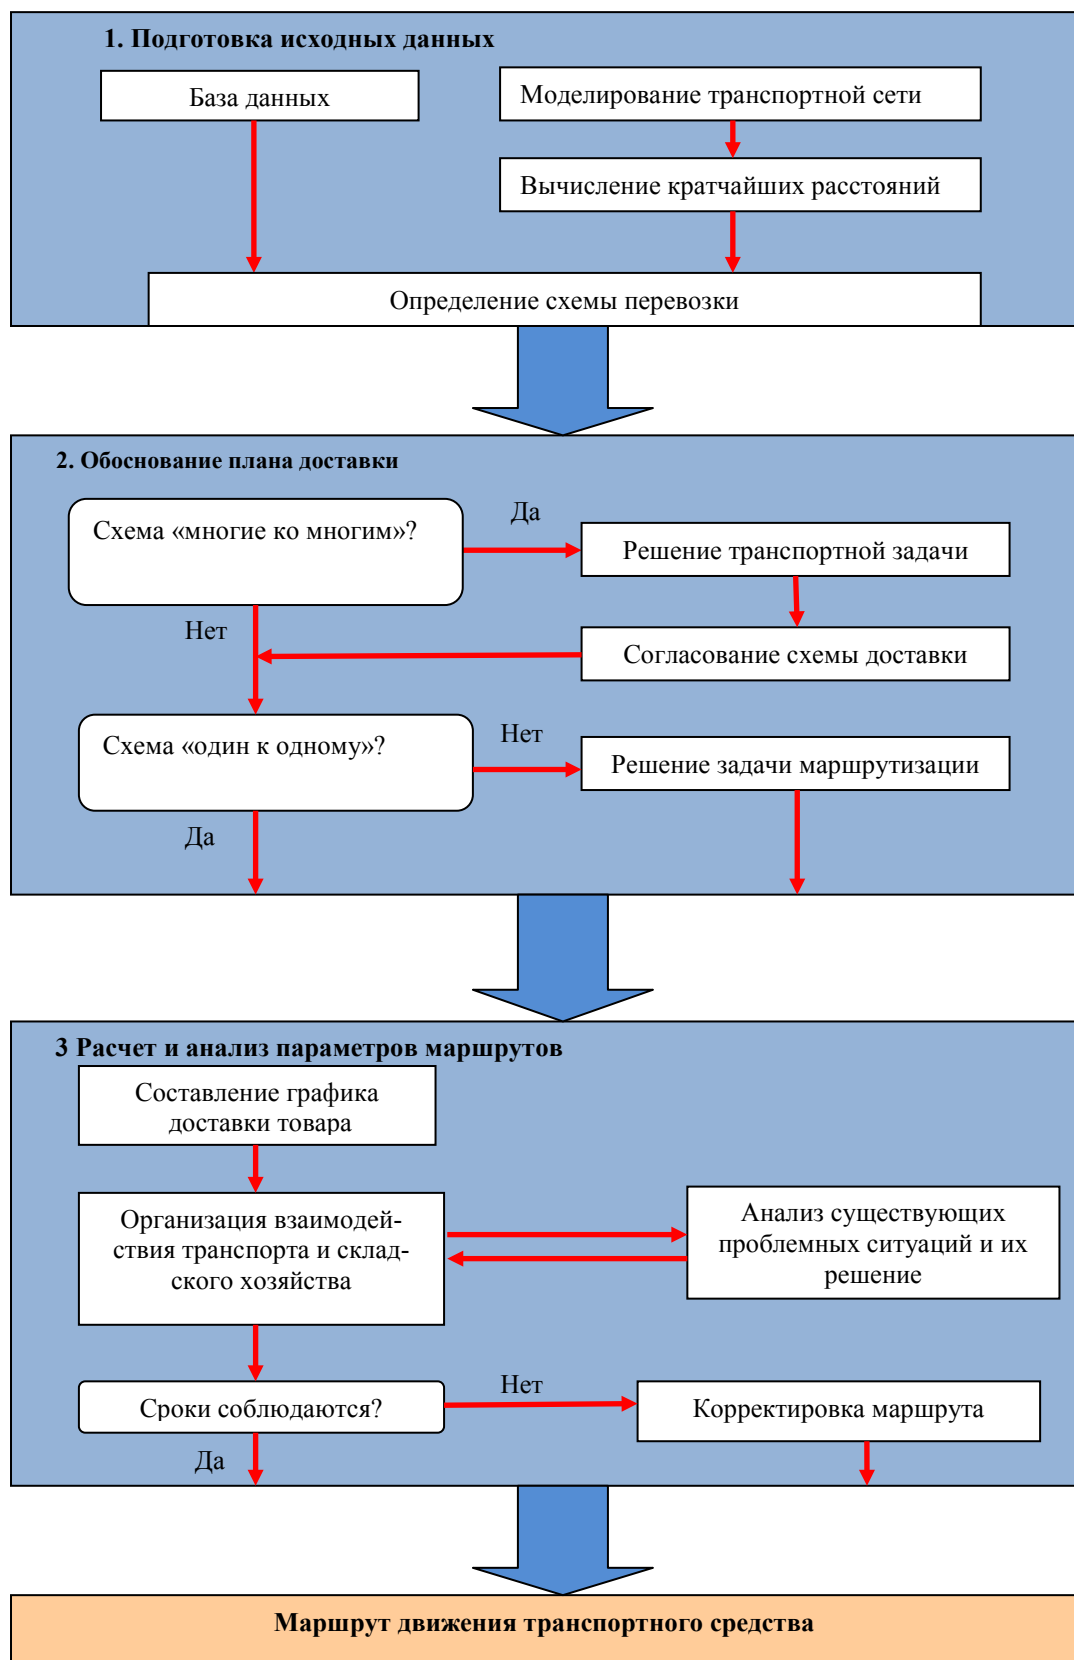 1. Подготовка исходных данных
База данных
Моделирование транспортной сети
Вычисление кратчайших расстояний
Определение схемы перевозки
2. Обоснование плана доставки
Схема «многие ко многим»?
Да
Решение транспортной задачи
Нет
Согласование схемы доставки
Схема «один к одному»?
Нет
Решение задачи маршрутизации
Да
3 Расчет и анализ параметров маршрутов
Составление графика
доставки товара
Организация взаимодей-
ствия транспорта и склад-
ского хозяйства
Анализ существующих
проблемных ситуаций и их
решение
Сроки соблюдаются?
Нет
Корректировка маршрута
Да
Маршрут движения транспортного средства